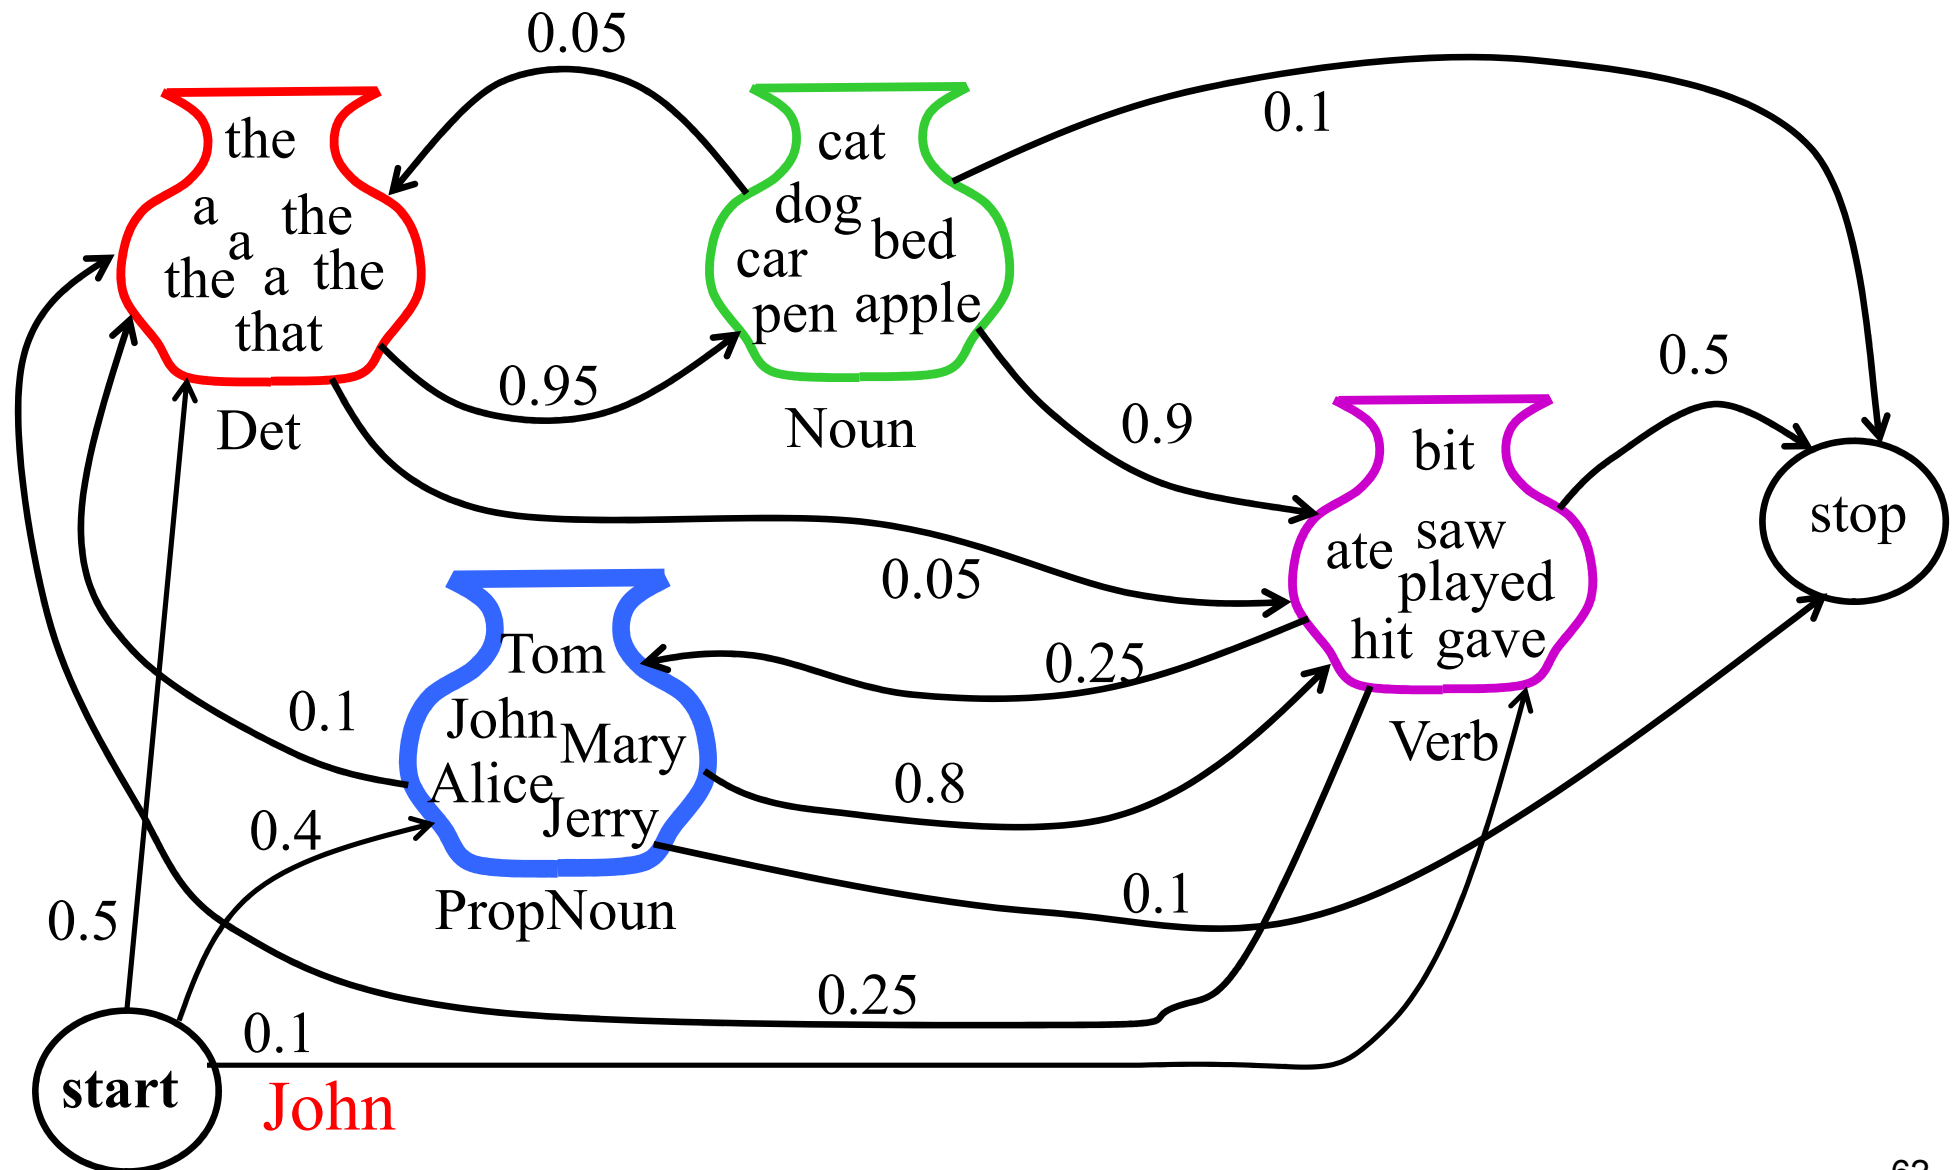 0.05
0.1
the
a the
a
the a the
that
Det
cat
dog
bed
car
pen apple
Noun
0.95
0.9
0.5
bit
saw
ate
played
hit gave
Verb
stop
0.05
0.25
Tom
John
Mary
Alice
Jerry
PropNoun
0.1
0.8
0.4
0.1
0.5
0.25
0.1
start
John